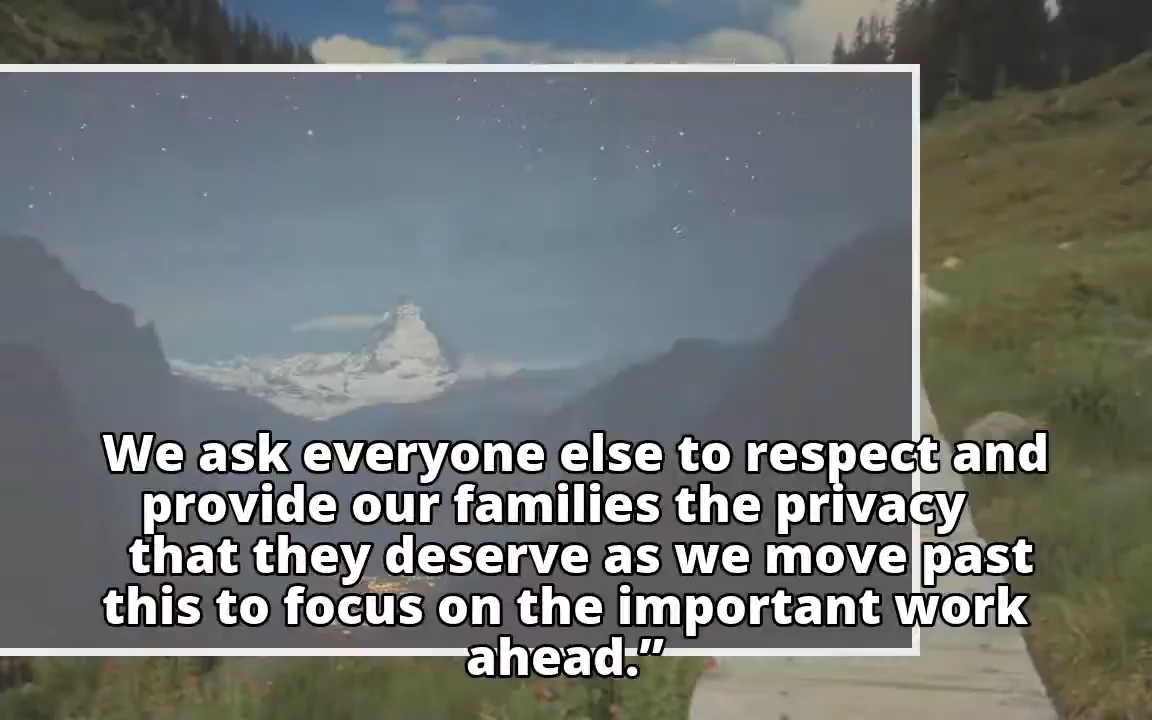 We ask everyone else to respect and
provide our families the privacy
that they deserve as we move past
this to focus on the important work
ahead.”